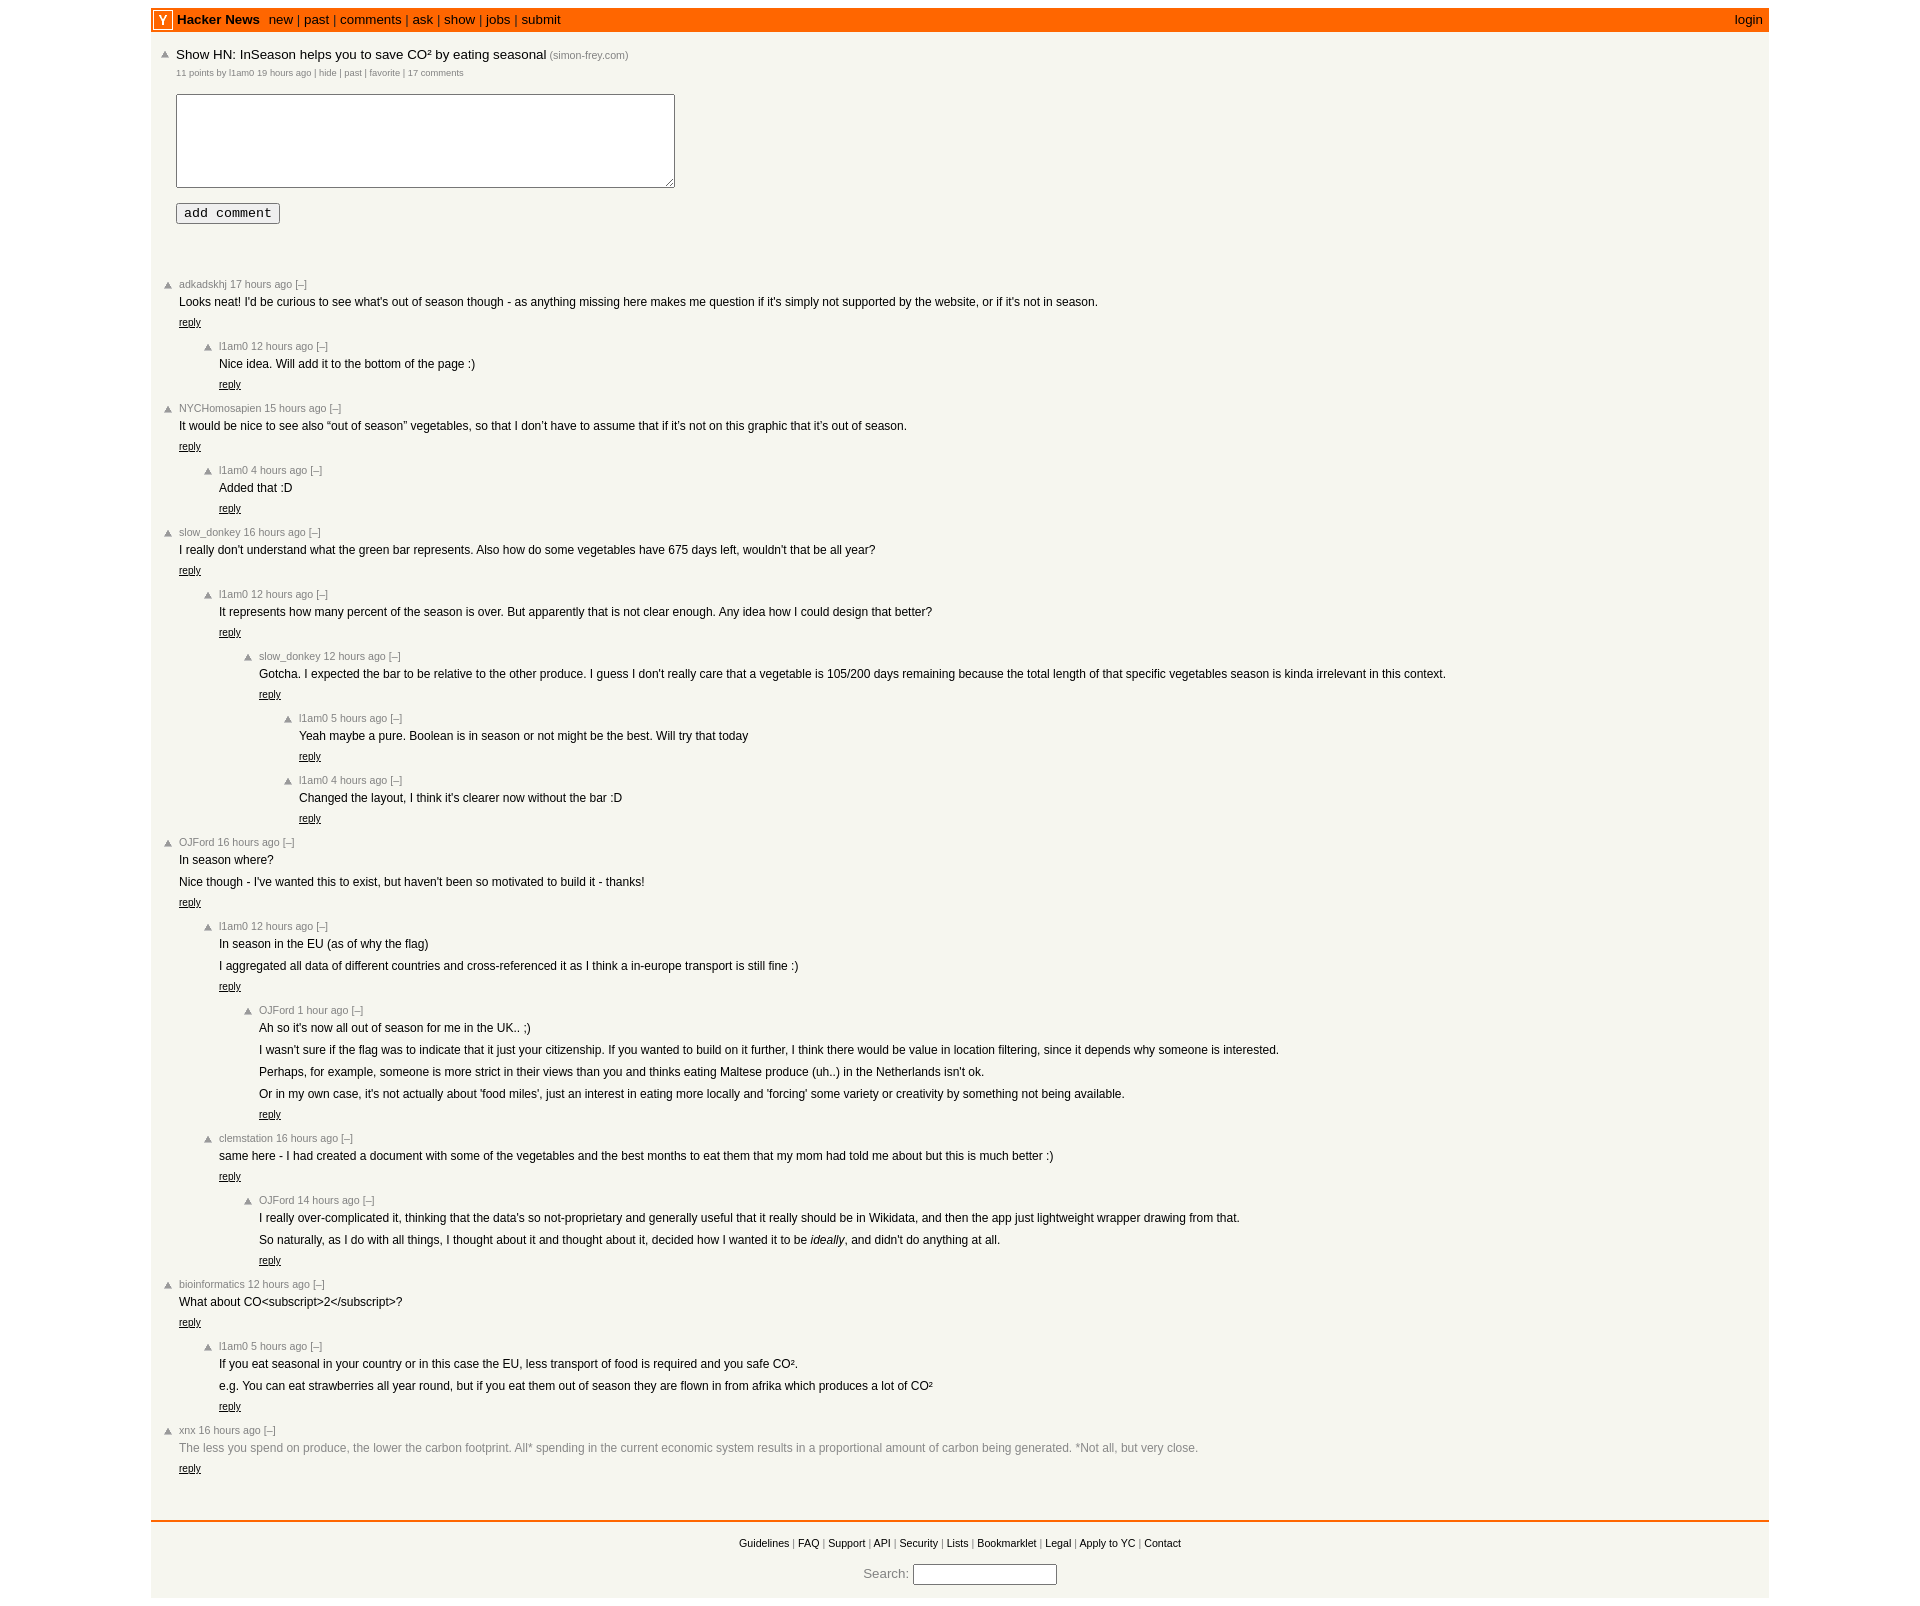 Y Hacker News new | past | comments | ask | show | jobs | submit login
Show HN: InSeason helps you to save CO² by eating seasonal (simon-frey.com)
11 points by l1am0 19 hours ago | hide | past | favorite | 17 comments
add comment
adkadskhj 17 hours ago [–]
Looks neat! I'd be curious to see what's out of season though - as anything missing here makes me question if it's simply not supported by the website, or if it's not in season.
reply
l1am0 12 hours ago [–]
Nice idea. Will add it to the bottom of the page :)
reply
NYCHomosapien 15 hours ago [–]
It would be nice to see also “out of season” vegetables, so that I don’t have to assume that if it’s not on this graphic that it’s out of season.
reply
l1am0 4 hours ago [–]
Added that :D
reply
slow_donkey 16 hours ago [–]
I really don't understand what the green bar represents. Also how do some vegetables have 675 days left, wouldn't that be all year?
reply
l1am0 12 hours ago [–]
It represents how many percent of the season is over. But apparently that is not clear enough. Any idea how I could design that better?
reply
slow_donkey 12 hours ago [–]
Gotcha. I expected the bar to be relative to the other produce. I guess I don't really care that a vegetable is 105/200 days remaining because the total length of that specific vegetables season is kinda irrelevant in this context.
reply
l1am0 5 hours ago [–]
Yeah maybe a pure. Boolean is in season or not might be the best. Will try that today
reply
l1am0 4 hours ago [–]
Changed the layout, I think it's clearer now without the bar :D
reply
OJFord 16 hours ago [–]
In season where?
Nice though - I've wanted this to exist, but haven't been so motivated to build it - thanks!
reply
l1am0 12 hours ago [–]
In season in the EU (as of why the flag)
I aggregated all data of different countries and cross-referenced it as I think a in-europe transport is still fine :)
reply
OJFord 1 hour ago [–]
Ah so it's now all out of season for me in the UK.. ;)
I wasn't sure if the flag was to indicate that it just your citizenship. If you wanted to build on it further, I think there would be value in location filtering, since it depends why someone is interested.
Perhaps, for example, someone is more strict in their views than you and thinks eating Maltese produce (uh..) in the Netherlands isn't ok.
Or in my own case, it's not actually about 'food miles', just an interest in eating more locally and 'forcing' some variety or creativity by something not being available.
reply
clemstation 16 hours ago [–]
same here - I had created a document with some of the vegetables and the best months to eat them that my mom had told me about but this is much better :)
reply
OJFord 14 hours ago [–]
I really over-complicated it, thinking that the data's so not-proprietary and generally useful that it really should be in Wikidata, and then the app just lightweight wrapper drawing from that.
So naturally, as I do with all things, I thought about it and thought about it, decided how I wanted it to be ideally, and didn't do anything at all.
reply
bioinformatics 12 hours ago [–]
What about CO<subscript>2</subscript>?
reply
l1am0 5 hours ago [–]
If you eat seasonal in your country or in this case the EU, less transport of food is required and you safe CO².
e.g. You can eat strawberries all year round, but if you eat them out of season they are flown in from afrika which produces a lot of CO²
reply
xnx 16 hours ago [–]
The less you spend on produce, the lower the carbon footprint. All* spending in the current economic system results in a proportional amount of carbon being generated. *Not all, but very close.
reply
Guidelines | FAQ | Support | API | Security | Lists | Bookmarklet | Legal | Apply to YC | Contact
Search: